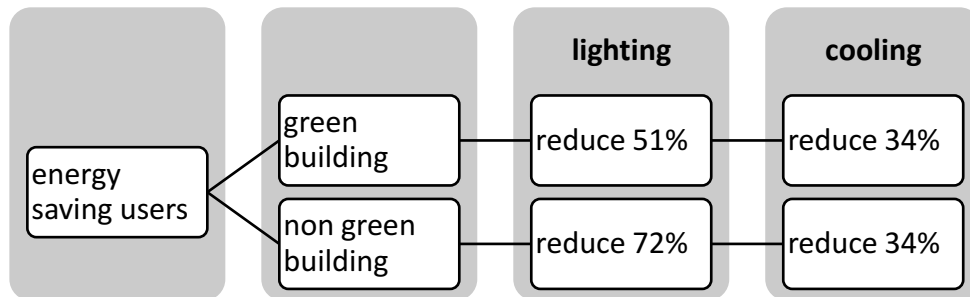 lighting
cooling
green
building
reduce 51%
reduce 34%
energy
saving users
non green
building
reduce 72%
reduce 34%